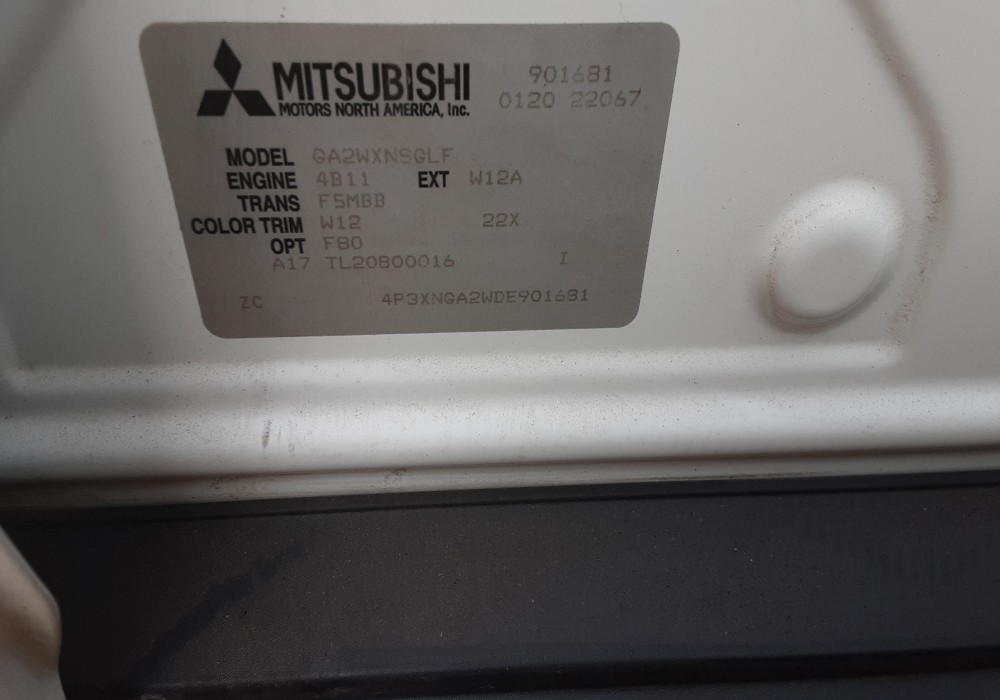 MITSUBISHI 901681
MOTORS NORTH AMERICA, Inc. 0120 22067
MODEL GA2WXNSGLF
ENGINE 4B11 EXT W12A
TRANS F5MBB
COLOR TRIM W12 22X
OPT F80
A17 TL20800016 I
ZC 4P3XNGA2WDE901681